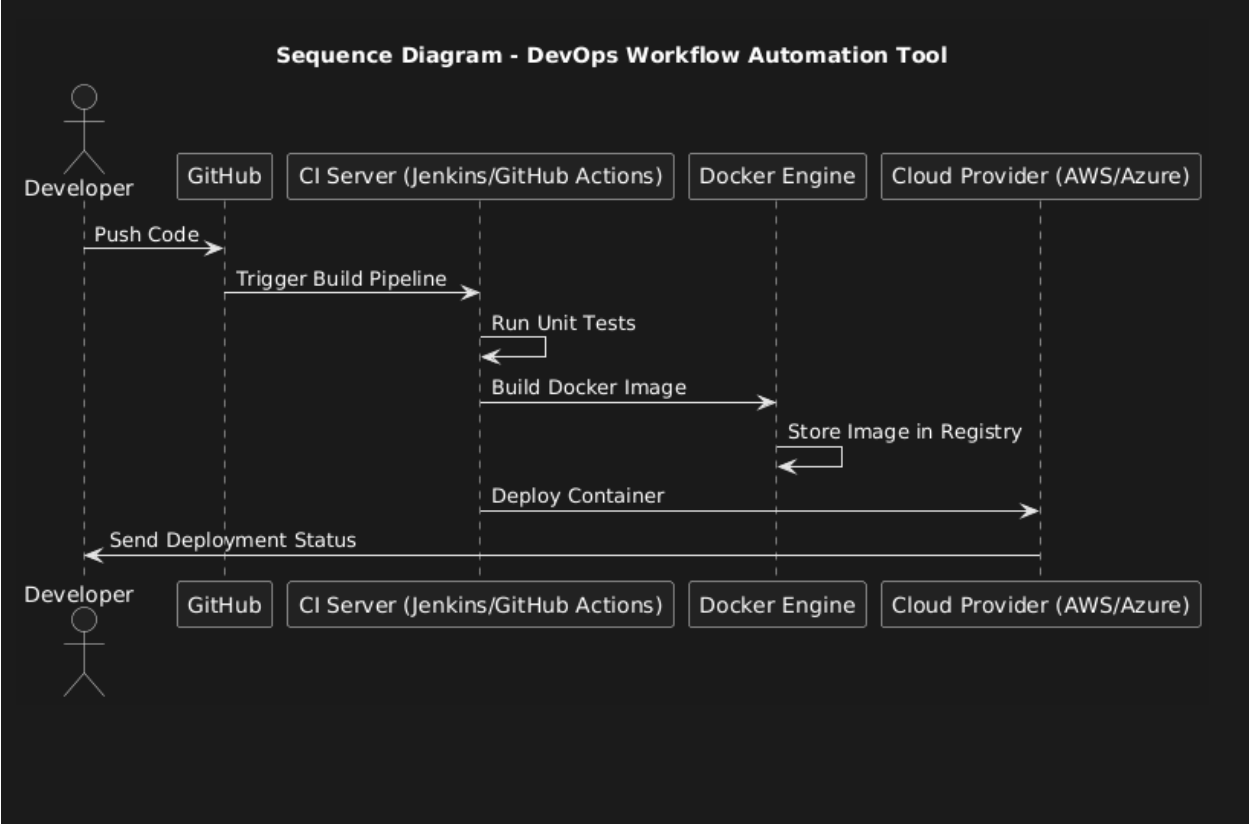 Sequence Diagram - DevOps Workflow Automation Tool
Developer
GitHub
CI Server (Jenkins/GitHub Actions)
Docker Engine
Cloud Provider (AWS/Azure)
Push Code
Trigger Build Pipeline
Run Unit Tests
Build Docker Image
Store Image in Registry
Deploy Container
Send Deployment Status
Developer
GitHub
CI Server (Jenkins/GitHub Actions)
Docker Engine
Cloud Provider (AWS/Azure)